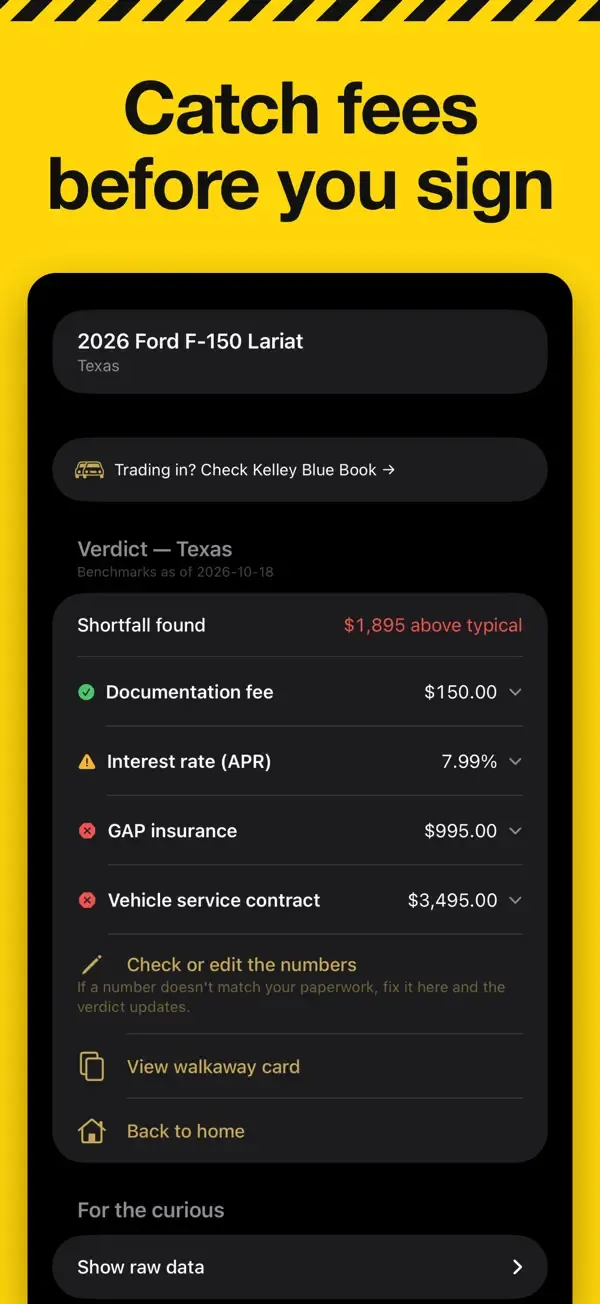 Catch fees
before you sign
2026 Ford F-150 Lariat
Texas
Trading in? Check Kelley Blue Book →
Verdict — Texas
Benchmarks as of 2026-10-18
Shortfall found $1,895 above typical
Documentation fee $150.00
Interest rate (APR) 7.99%
GAP insurance $995.00
Vehicle service contract $3,495.00
Check or edit the numbers
If a number doesn't match your paperwork, fix it here and the
verdict updates.
View walkaway card
Back to home
For the curious
Show raw data